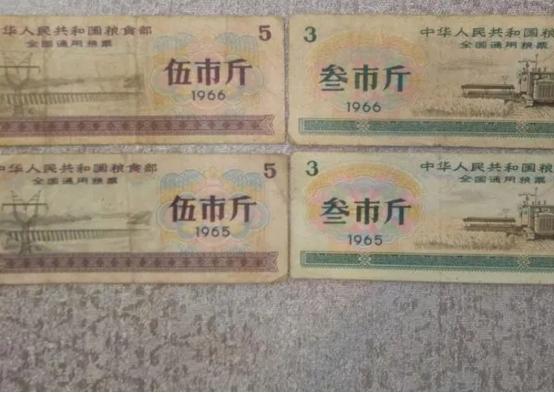 华人民共和国粮食部 5
全国通用粮票
伍市斤
1966
3 中华人民共和国粮
全国通用粮票
叁市斤
1966
中华人民共和国粮食部 5
全国通用粮票
伍市斤
1965
3 中华人民共和国粮
全国通用粮票
叁市斤
1965